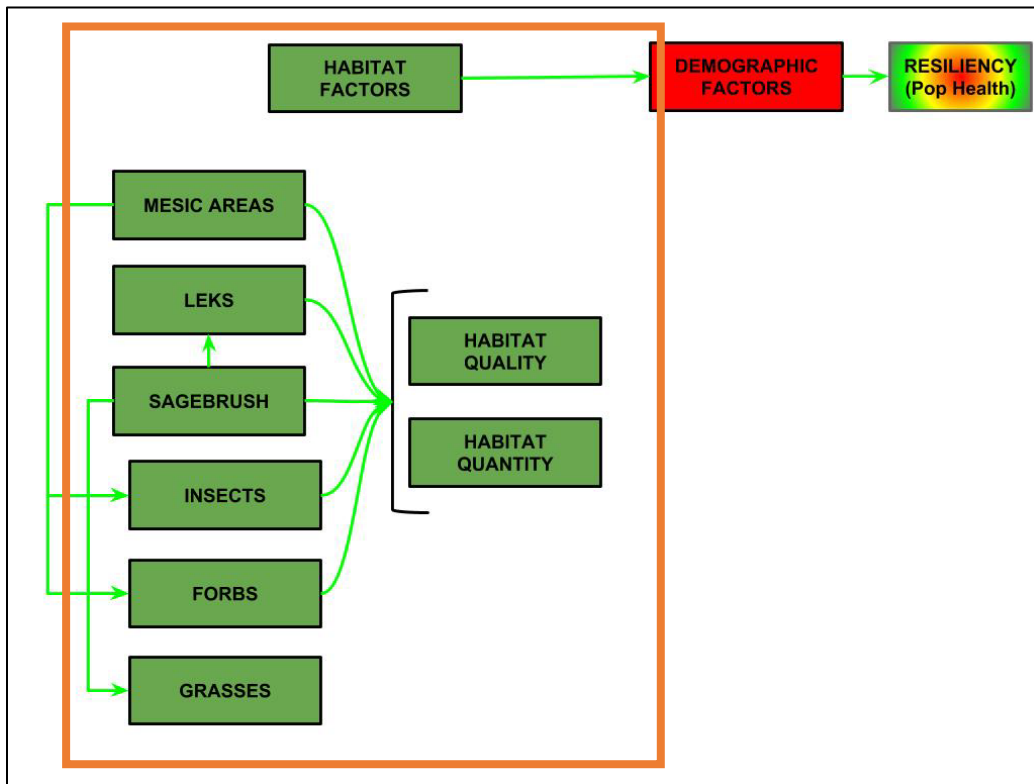 HABITAT
FACTORS
DEMOGRAPHIC
FACTORS
RESILIENCY
(Pop Health)
MESIC AREAS
LEKS
SAGEBRUSH
INSECTS
FORBS
GRASSES
HABITAT
QUALITY
HABITAT
QUANTITY